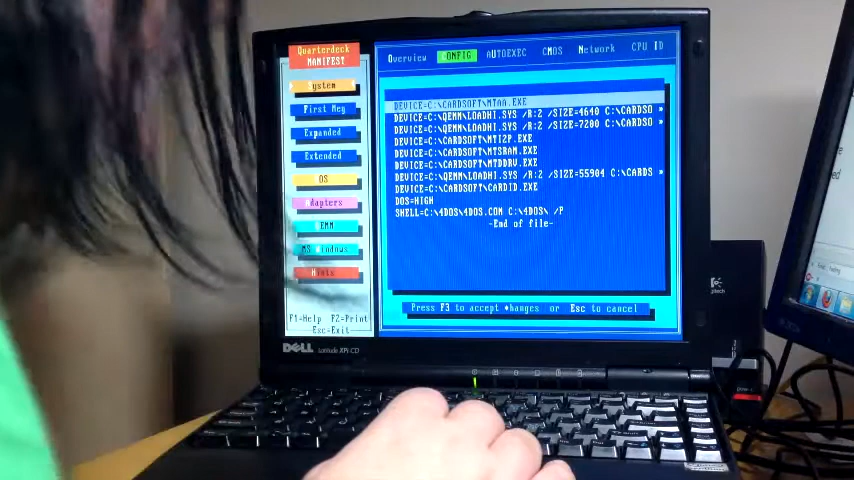 Quarterdeck
MANIFEST
System
First Meg
Expanded
Extended
OS
Adapters
MS Windows
Hints
F1-Help F2-Print
Esc-Exit
Overview CONFIG AUTOEXEC CMOS Network CPU ID
DEVICE=C:\CARDSOFT\MTAA.EXE
DEVICE=C:\QEMM\LOADHI.SYS /R:2 /SIZE=4640 C:\CARDSO »
DEVICE=C:\QEMM\LOADHI.SYS /R:2 /SIZE=7200 C:\CARDSO »
DEVICE=C:\CARDSOFT\MTI2P.EXE
DEVICE=C:\CARDSOFT\MTSRAM.EXE
DEVICE=C:\CARDSOFT\MTDDRV.EXE
DEVICE=C:\QEMM\LOADHI.SYS /R:2 /SIZE=55904 C:\CARDS »
DEVICE=C:\CARDSOFT\CARDID.EXE
DOS=HIGH
SHELL=C:\4DOS\4DOS.COM C:\4DOS\ /P
-End of file-
Press F3 to accept changes or Esc to cancel
DELL Latitude XPi CD